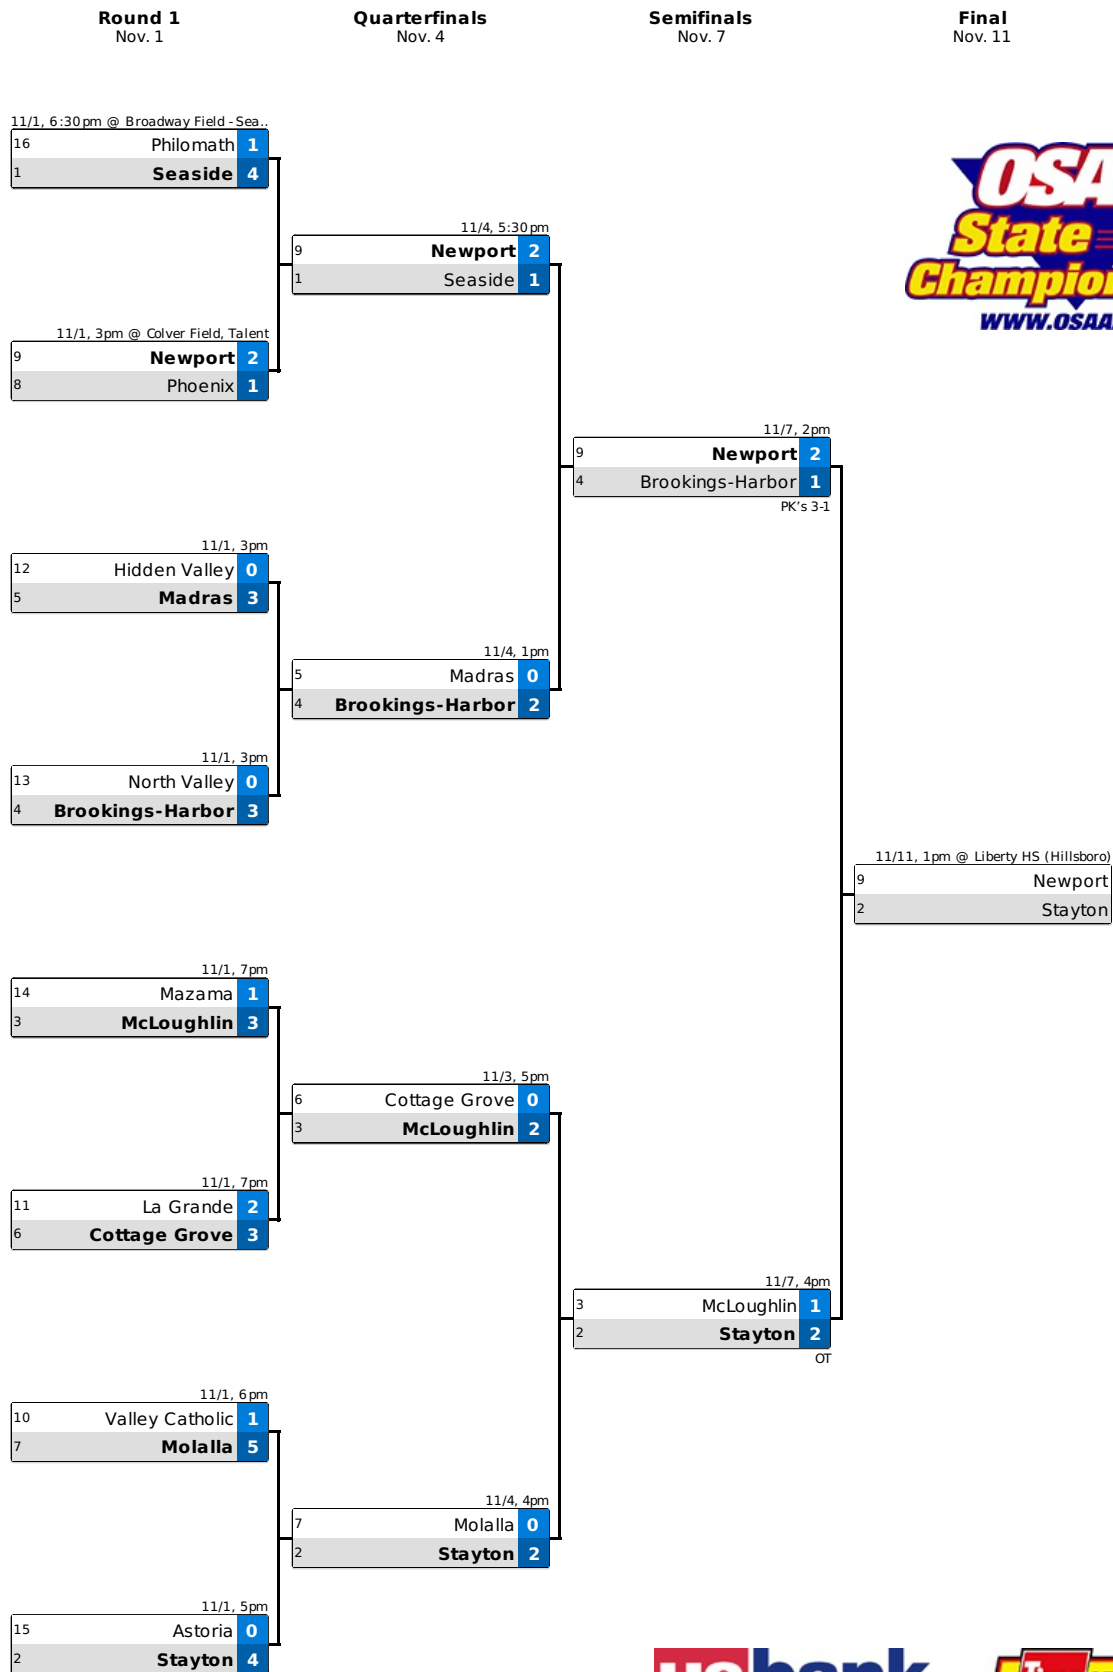 Round 1
Nov. 1
Quarterfinals
Nov. 4
Semifinals
Nov. 7
Final
Nov. 11
11/1, 6:30pm @ Broadway Field - Sea..
16 Philomath 1
1 Seaside 4
11/4, 5:30pm
9 Newport 2
1 Seaside 1
11/1, 3pm @ Colver Field, Talent
9 Newport 2
8 Phoenix 1
OSA
State
Champio
WWW.OSAA
11/7, 2pm
9 Newport 2
4 Brookings-Harbor 1
PK's 3-1
11/1, 3pm
12 Hidden Valley 0
5 Madras 3
11/4, 1pm
5 Madras 0
4 Brookings-Harbor 2
11/1, 3pm
13 North Valley 0
4 Brookings-Harbor 3
11/11, 1pm @ Liberty HS (Hillsboro)
9 Newport
2 Stayton
11/1, 7pm
14 Mazama 1
3 McLoughlin 3
11/3, 5pm
6 Cottage Grove 0
3 McLoughlin 2
11/1, 7pm
11 La Grande 2
6 Cottage Grove 3
11/7, 4pm
3 McLoughlin 1
2 Stayton 2
OT
11/1, 6pm
10 Valley Catholic 1
7 Molalla 5
11/4, 4pm
7 Molalla 0
2 Stayton 2
11/1, 5pm
15 Astoria 0
2 Stayton 4
bank